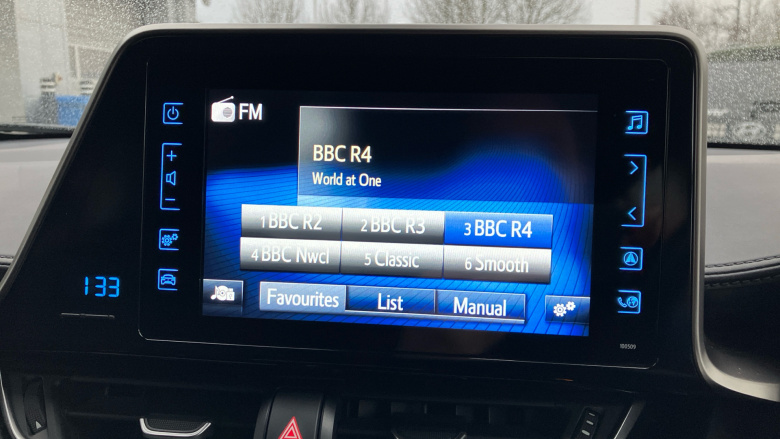 FM
BBC R4
World at One
1 BBC R2
2 BBC R3
3 BBC R4
4 BBC Nwcl
5 Classic
6 Smooth
Favourites
List
Manual
133
100509